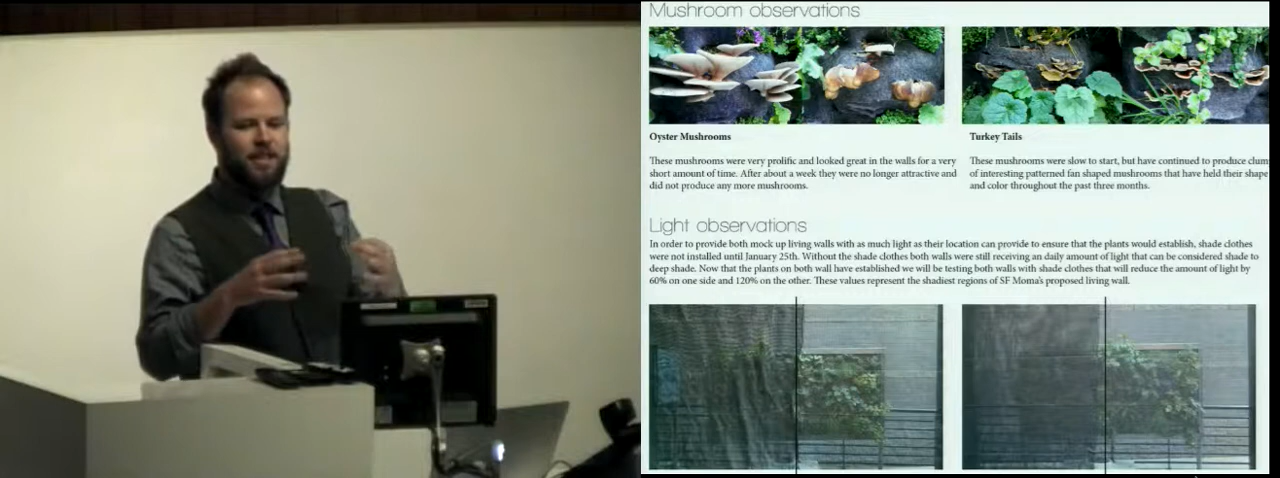 Mushroom observations
Oyster Mushrooms
These mushrooms were very prolific and looked great in the walls for a very
short amount of time. After about a week they were no longer attractive and
did not produce any more mushrooms.
Turkey Tails
These mushrooms were slow to start, but have continued to produce clum
of interesting patterned fan shaped mushrooms that have held their shape
and color throughout the past three months.
Light observations
In order to provide both mock up living walls with as much light as their location can provide to ensure that the plants would establish, shade clothes
were not installed until January 25th. Without the shade clothes both walls were still receiving an daily amount of light that can be considered shade to
deep shade. Now that the plants on both wall have established we will be testing both walls with shade clothes that will reduce the amount of light by
60% on one side and 120% on the other. These values represent the shadiest regions of SF Moma's proposed living wall.